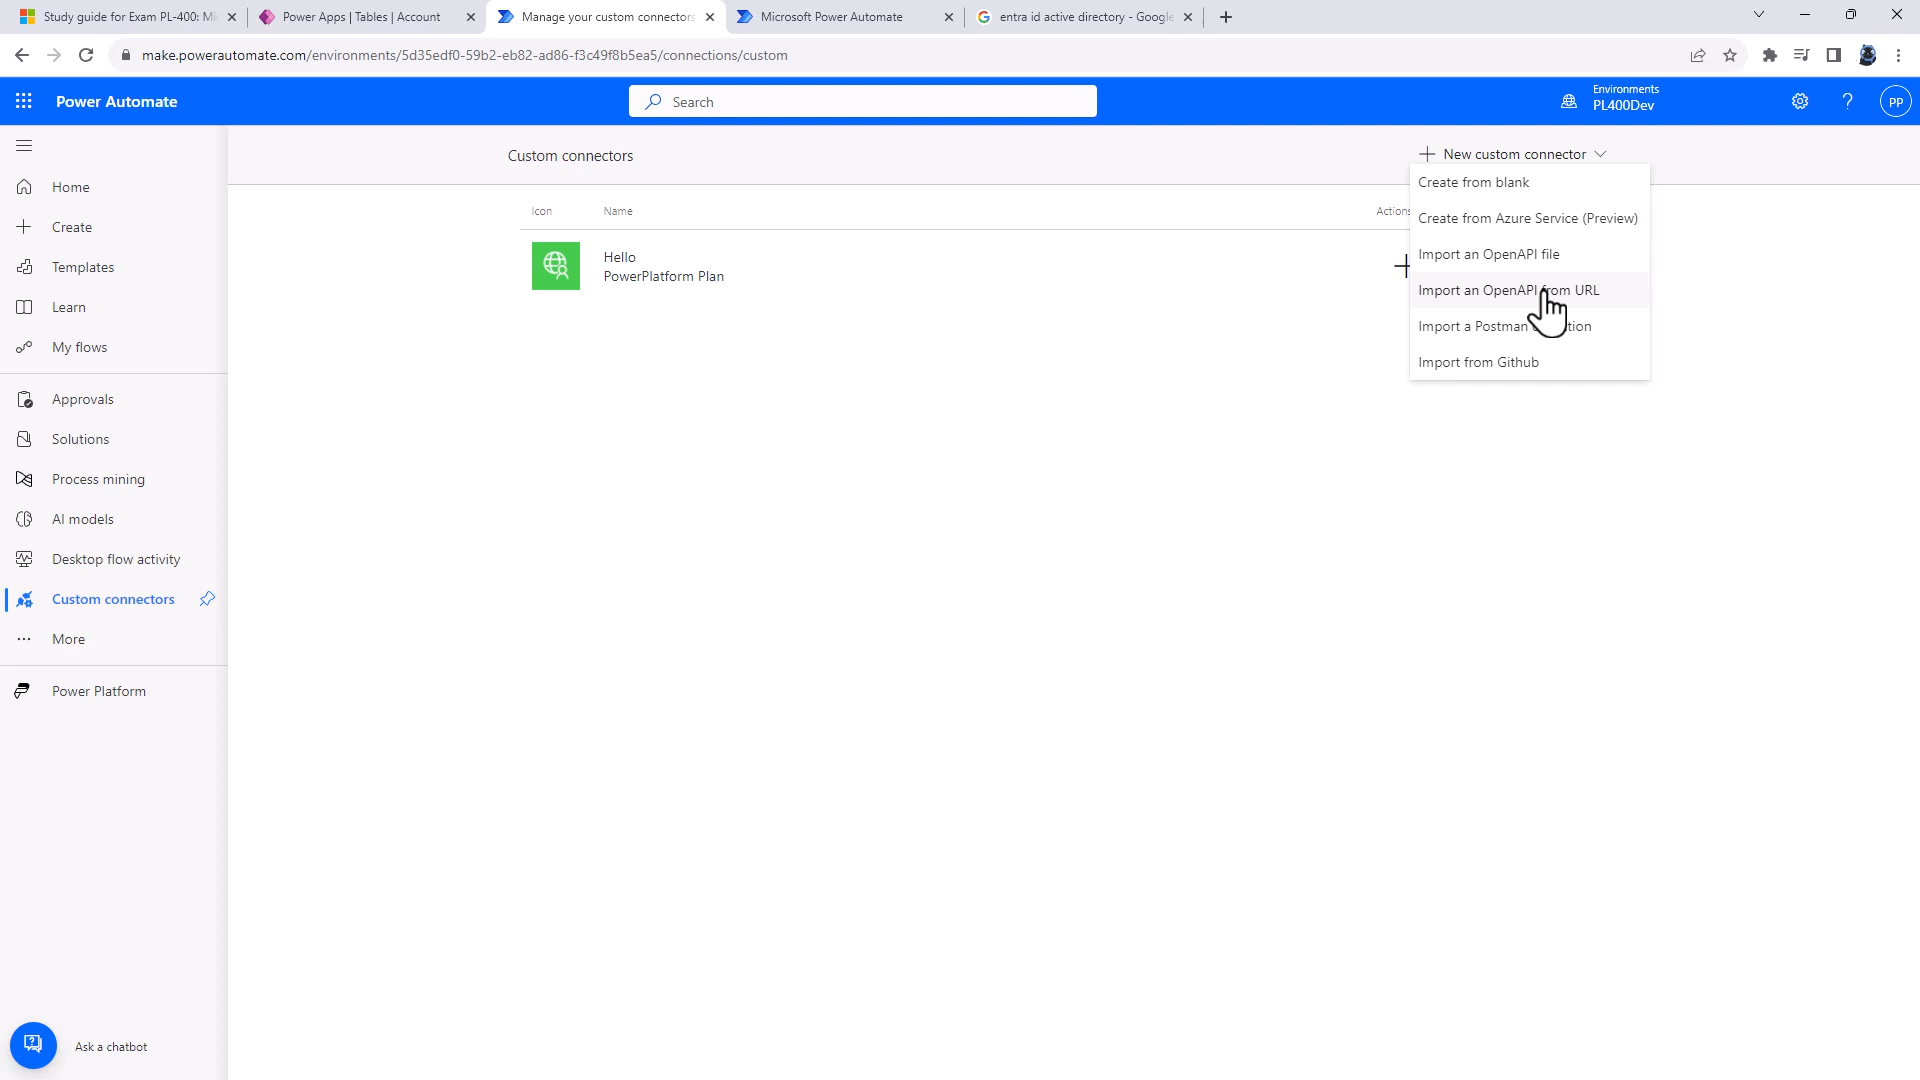 Study guide for Exam PL-400: Mi
Power Apps | Tables | Account
Manage your custom connectors
Microsoft Power Automate
entra id active directory - Google
make.powerautomate.com/environments/5d35edf0-59b2-eb82-ad86-f3c49f8b5ea5/connections/custom
Power Automate
Search
Environments
PL400Dev
?
PP
Custom connectors
New custom connector
Home
Create
Templates
Learn
My flows
Approvals
Solutions
Process mining
AI models
Desktop flow activity
Custom connectors
More
Power Platform
Ask a chatbot
Icon
Name
Actions
Hello
PowerPlatform Plan
Create from blank
Create from Azure Service (Preview)
Import an OpenAPI file
Import an OpenAPI from URL
Import a Postman
Import from Github